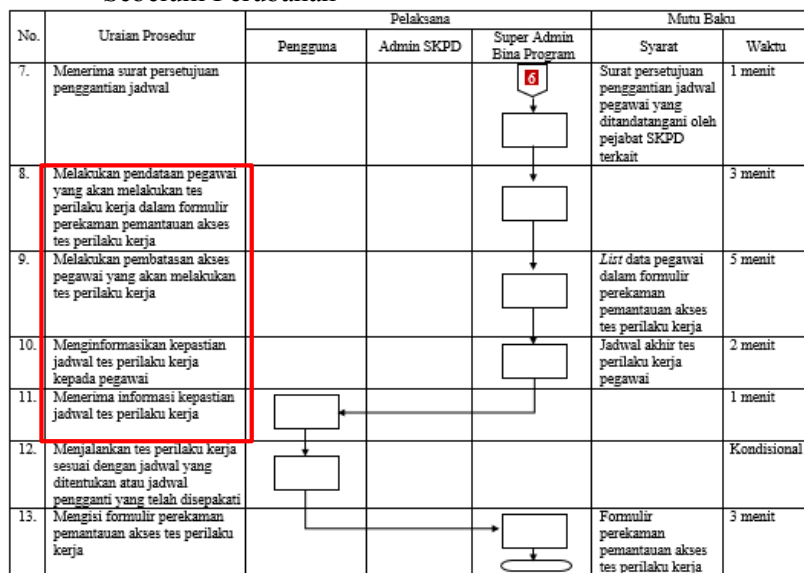 Sebelum Perubahan
No. Uraian Prosedur Pelaksana Mutu Baku
Pengguna Admin SKPD Super Admin Bina Program Syarat Waktu
7. Menerima surat persetujuan
penggantian jadwal
6
Surat persetujuan
penggantian jadwal
pegawai yang
ditandatangani oleh
pejabat SKPD
terkait
1 menit
8. Melakukan pendataan pegawai
yang akan melakukan tes
perilaku kerja dalam formulir
perekaman pemantauan akses
tes perilaku kerja
3 menit
9. Melakukan pembatasan akses
pegawai yang akan melakukan
tes perilaku kerja
List data pegawai
dalam formulir
perekaman
pemantauan akses
tes perilaku kerja
5 menit
10. Menginformasikan kepastian
jadwal tes perilaku kerja
kepada pegawai
Jadwal akhir tes
perilaku kerja
pegawai
2 menit
11. Menerima informasi kepastian
jadwal tes perilaku kerja
1 menit
12. Menjalankan tes perilaku kerja
sesuai dengan jadwal yang
ditentukan atau jadwal
pengganti yang telah disepakati
Kondisional
13. Mengisi formulir perekaman
pemantauan akses tes perilaku
kerja
Formulir
perekaman
pemantauan akses
tes perilaku kerja
3 menit